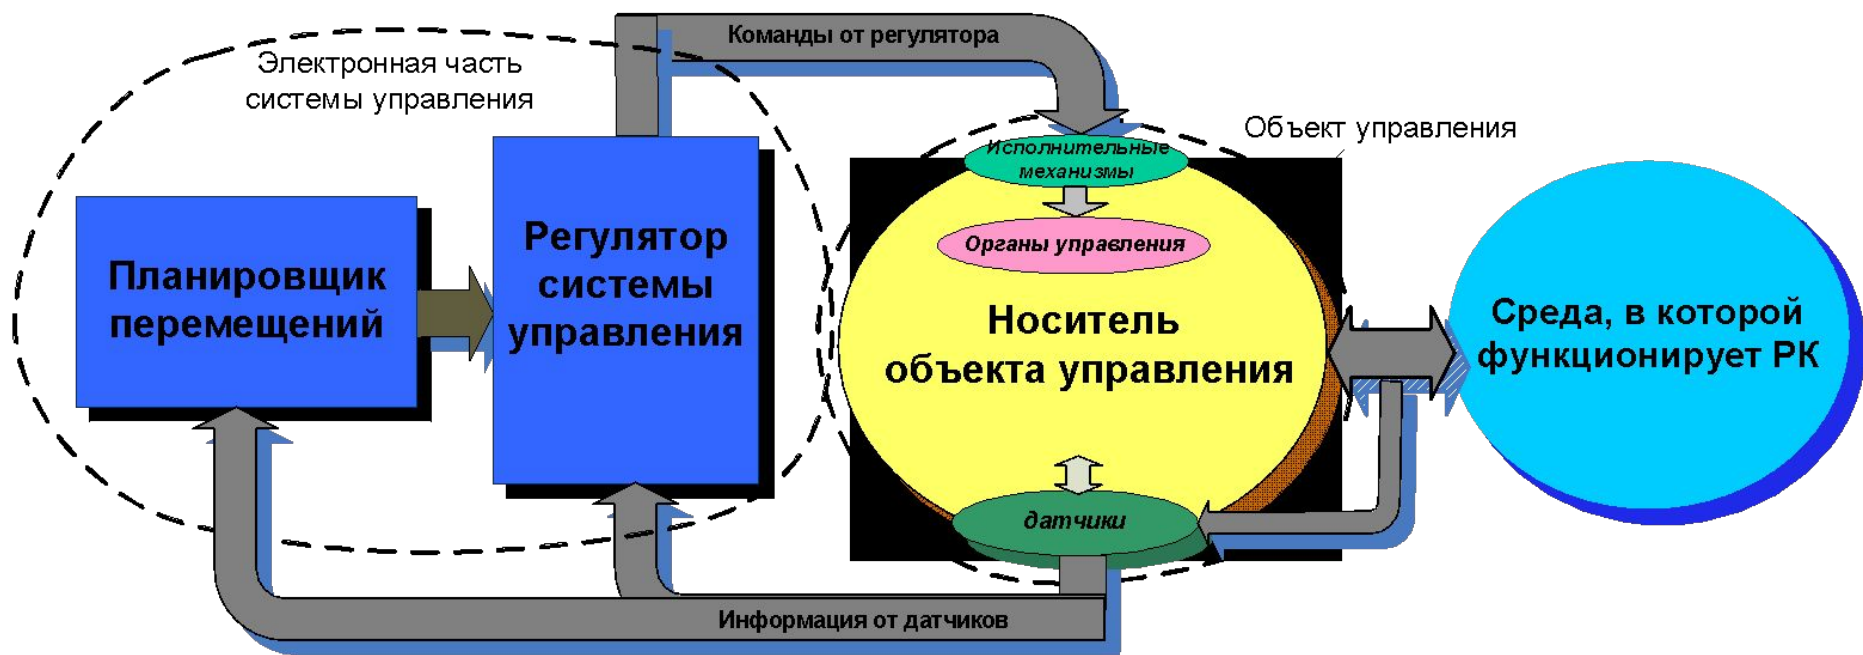 Команды от регулятора
Электронная часть
системы управления
Объект управления
Исполнительные
механизмы
Органы управления
Планировщик
перемещений
Регулятор
системы
управления
Носитель
объекта управления
Среда, в которой
функционирует РК
датчики
Информация от датчиков